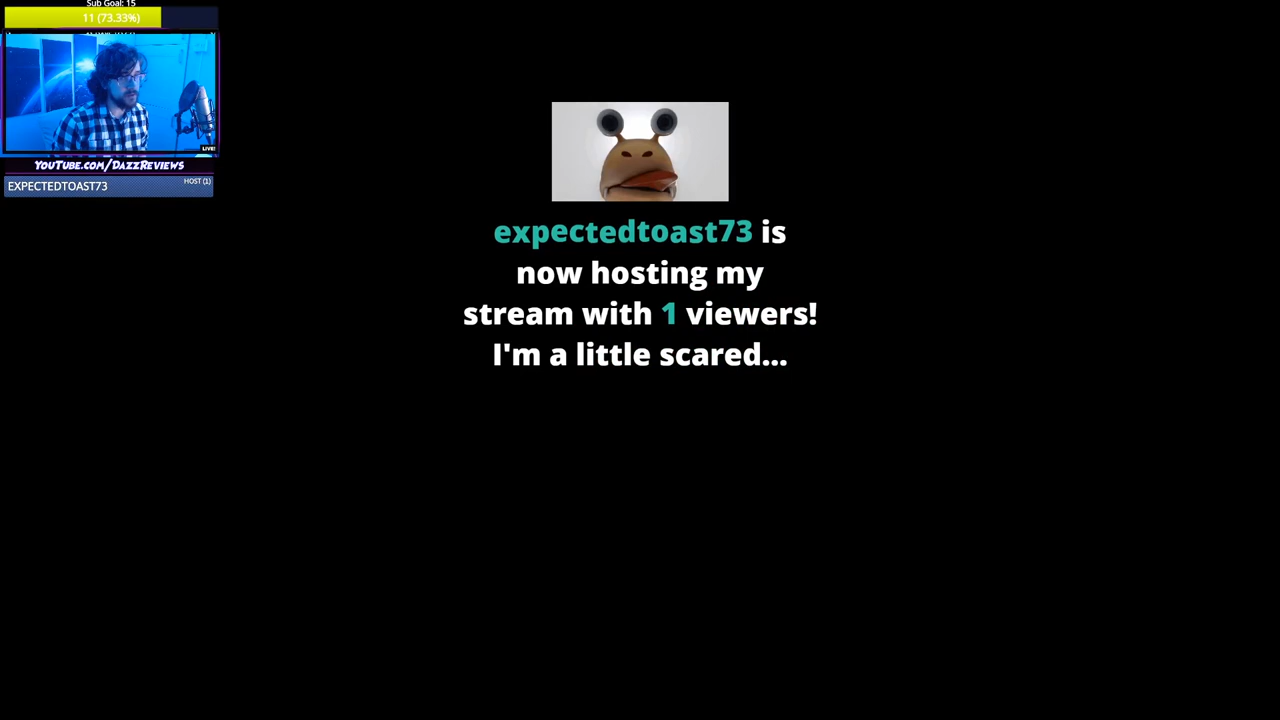 Sub Goal: 15
11 (73.33%)
LIVE!
YouTube.com/DazzReviews
EXPECTEDTOAST73
HOST (1)
expectedtoast73 is
now hosting my
stream with 1 viewers!
I'm a little scared...